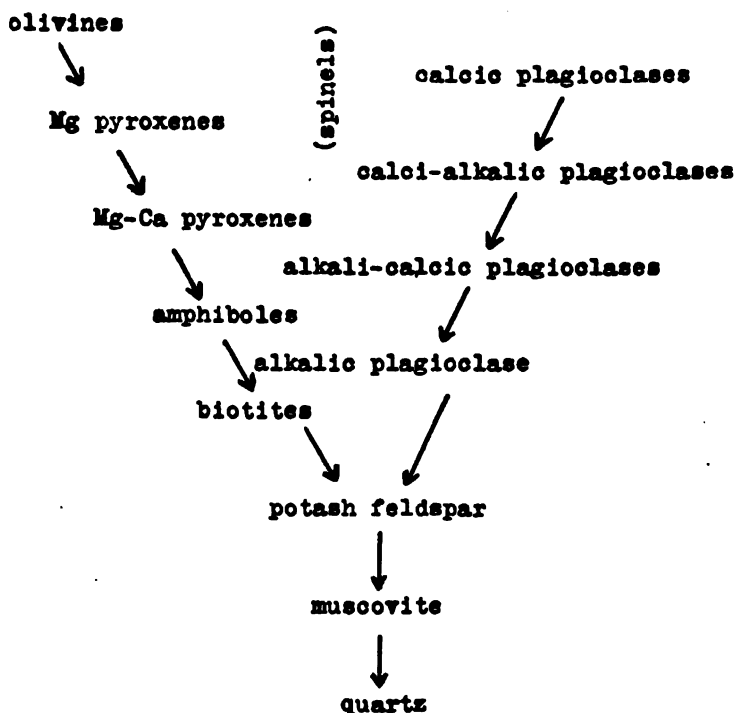 olivines
(spinels)
calcic plagioclases
Mg pyroxenes
calci-alkalic plagioclases
Mg-Ca pyroxenes
alkali-calcic plagioclases
amphiboles
alkalic plagioclase
biotites
potash feldspar
muscovite
quartz